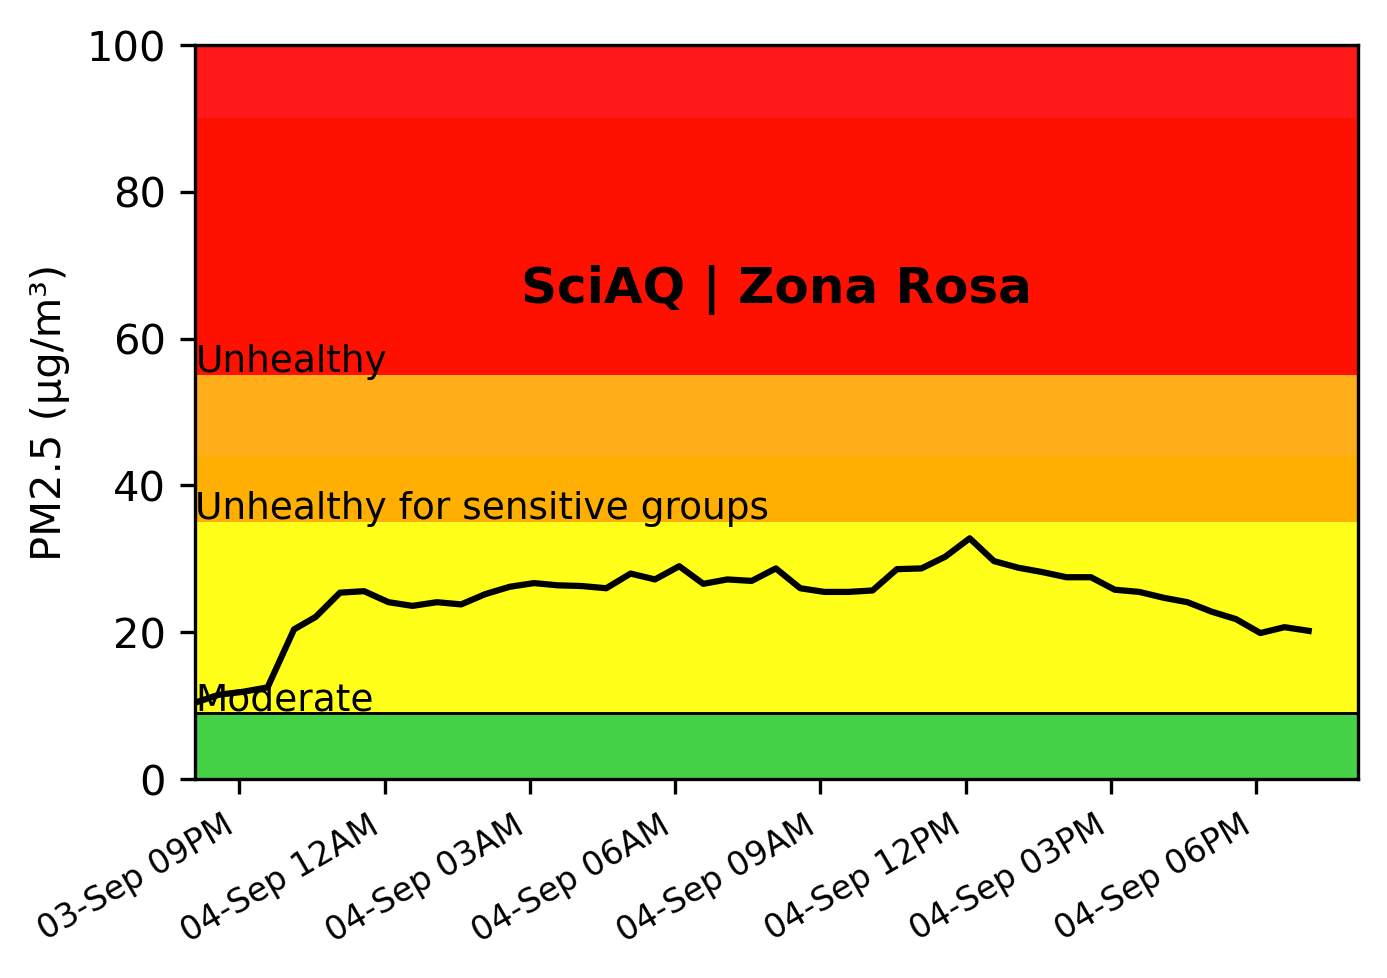 100
80
60
40
20
0
PM2.5 (µg/m³)
SciAQ | Zona Rosa
Unhealthy
Unhealthy for sensitive groups
Moderate
03-Sep 09PM
04-Sep 12AM
04-Sep 03AM
04-Sep 06AM
04-Sep 09AM
04-Sep 12PM
04-Sep 03PM
04-Sep 06PM